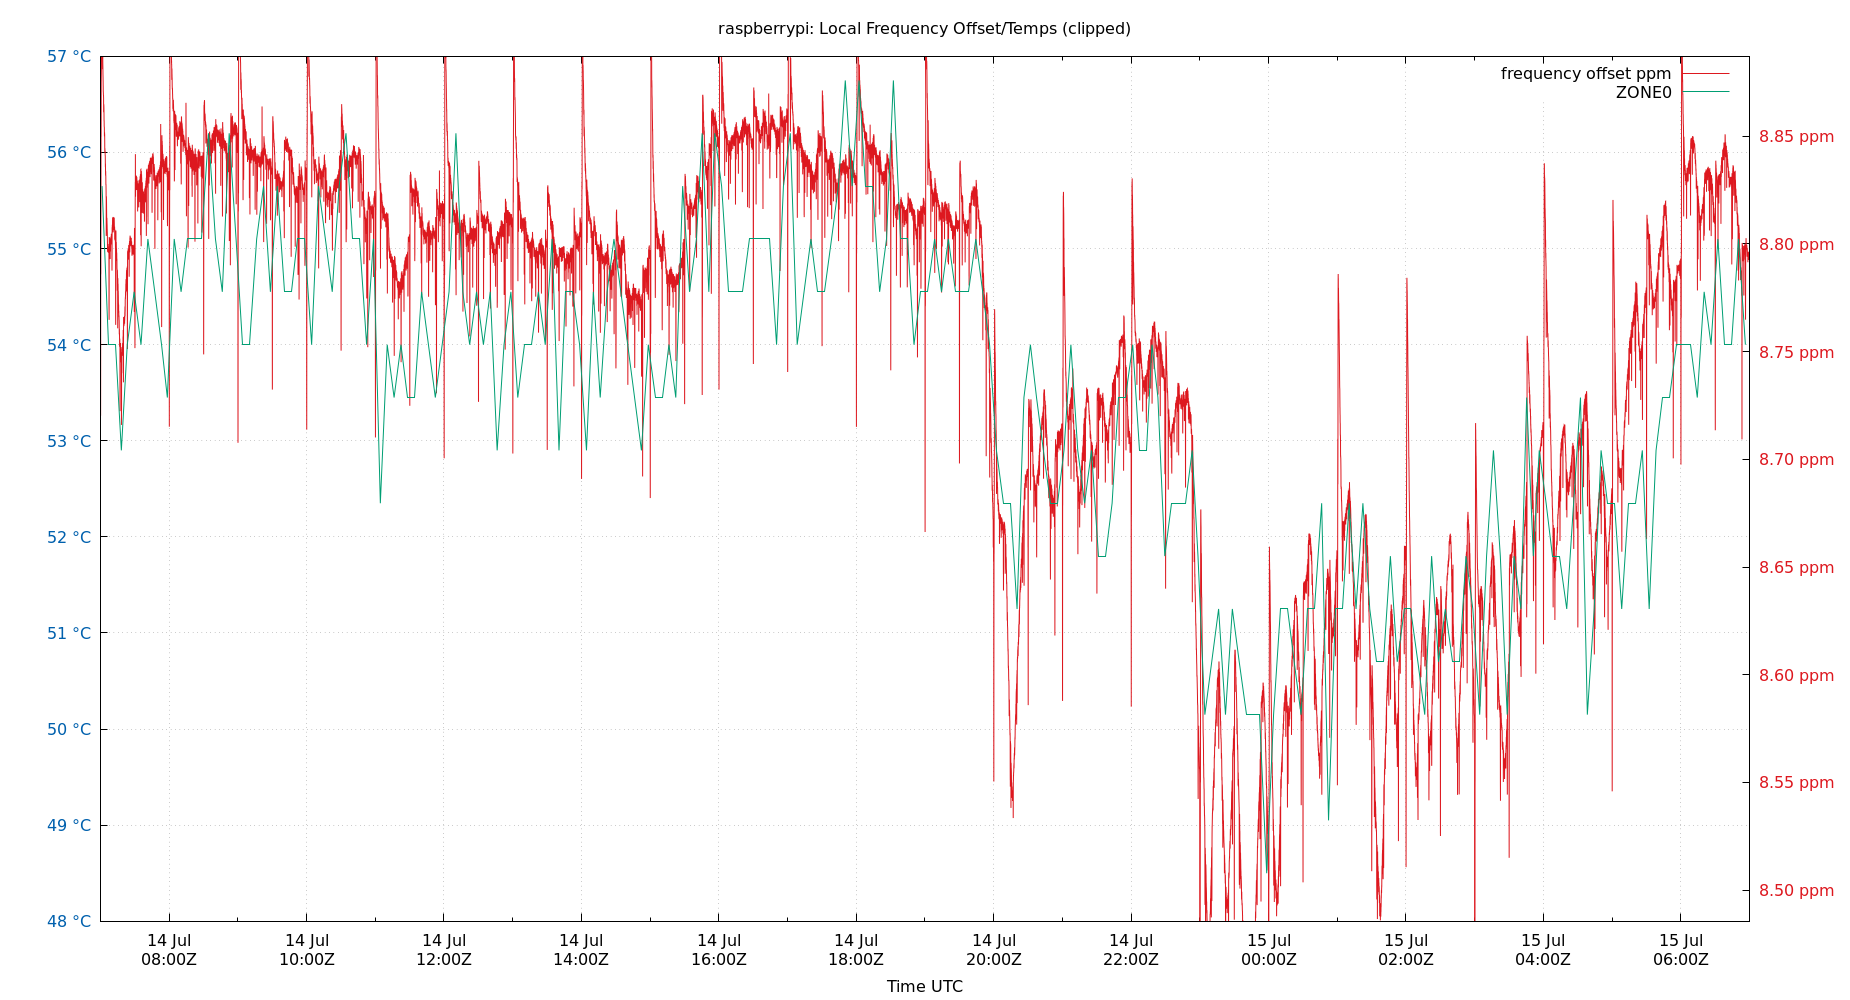 raspberrypi: Local Frequency Offset/Temps (clipped)
frequency offset ppm
ZONE0
57 °C
56 °C
55 °C
54 °C
53 °C
52 °C
51 °C
50 °C
49 °C
48 °C
8.85 ppm
8.80 ppm
8.75 ppm
8.70 ppm
8.65 ppm
8.60 ppm
8.55 ppm
8.50 ppm
14 Jul
08:00Z
14 Jul
10:00Z
14 Jul
12:00Z
14 Jul
14:00Z
14 Jul
16:00Z
14 Jul
18:00Z
14 Jul
20:00Z
14 Jul
22:00Z
15 Jul
00:00Z
15 Jul
02:00Z
15 Jul
04:00Z
15 Jul
06:00Z
Time UTC